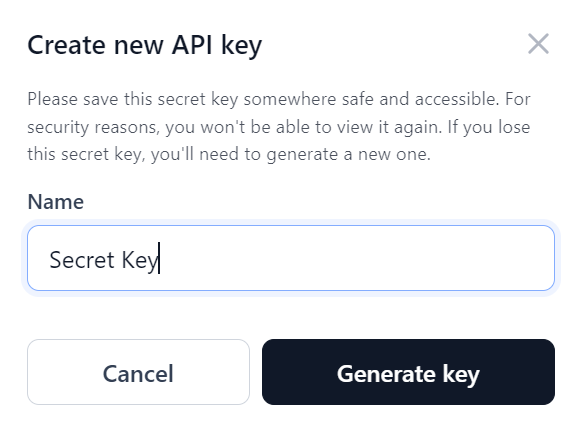 Create new API key
Please save this secret key somewhere safe and accessible. For
security reasons, you won't be able to view it again. If you lose
this secret key, you'll need to generate a new one.
Name
Secret Key
Cancel
Generate key